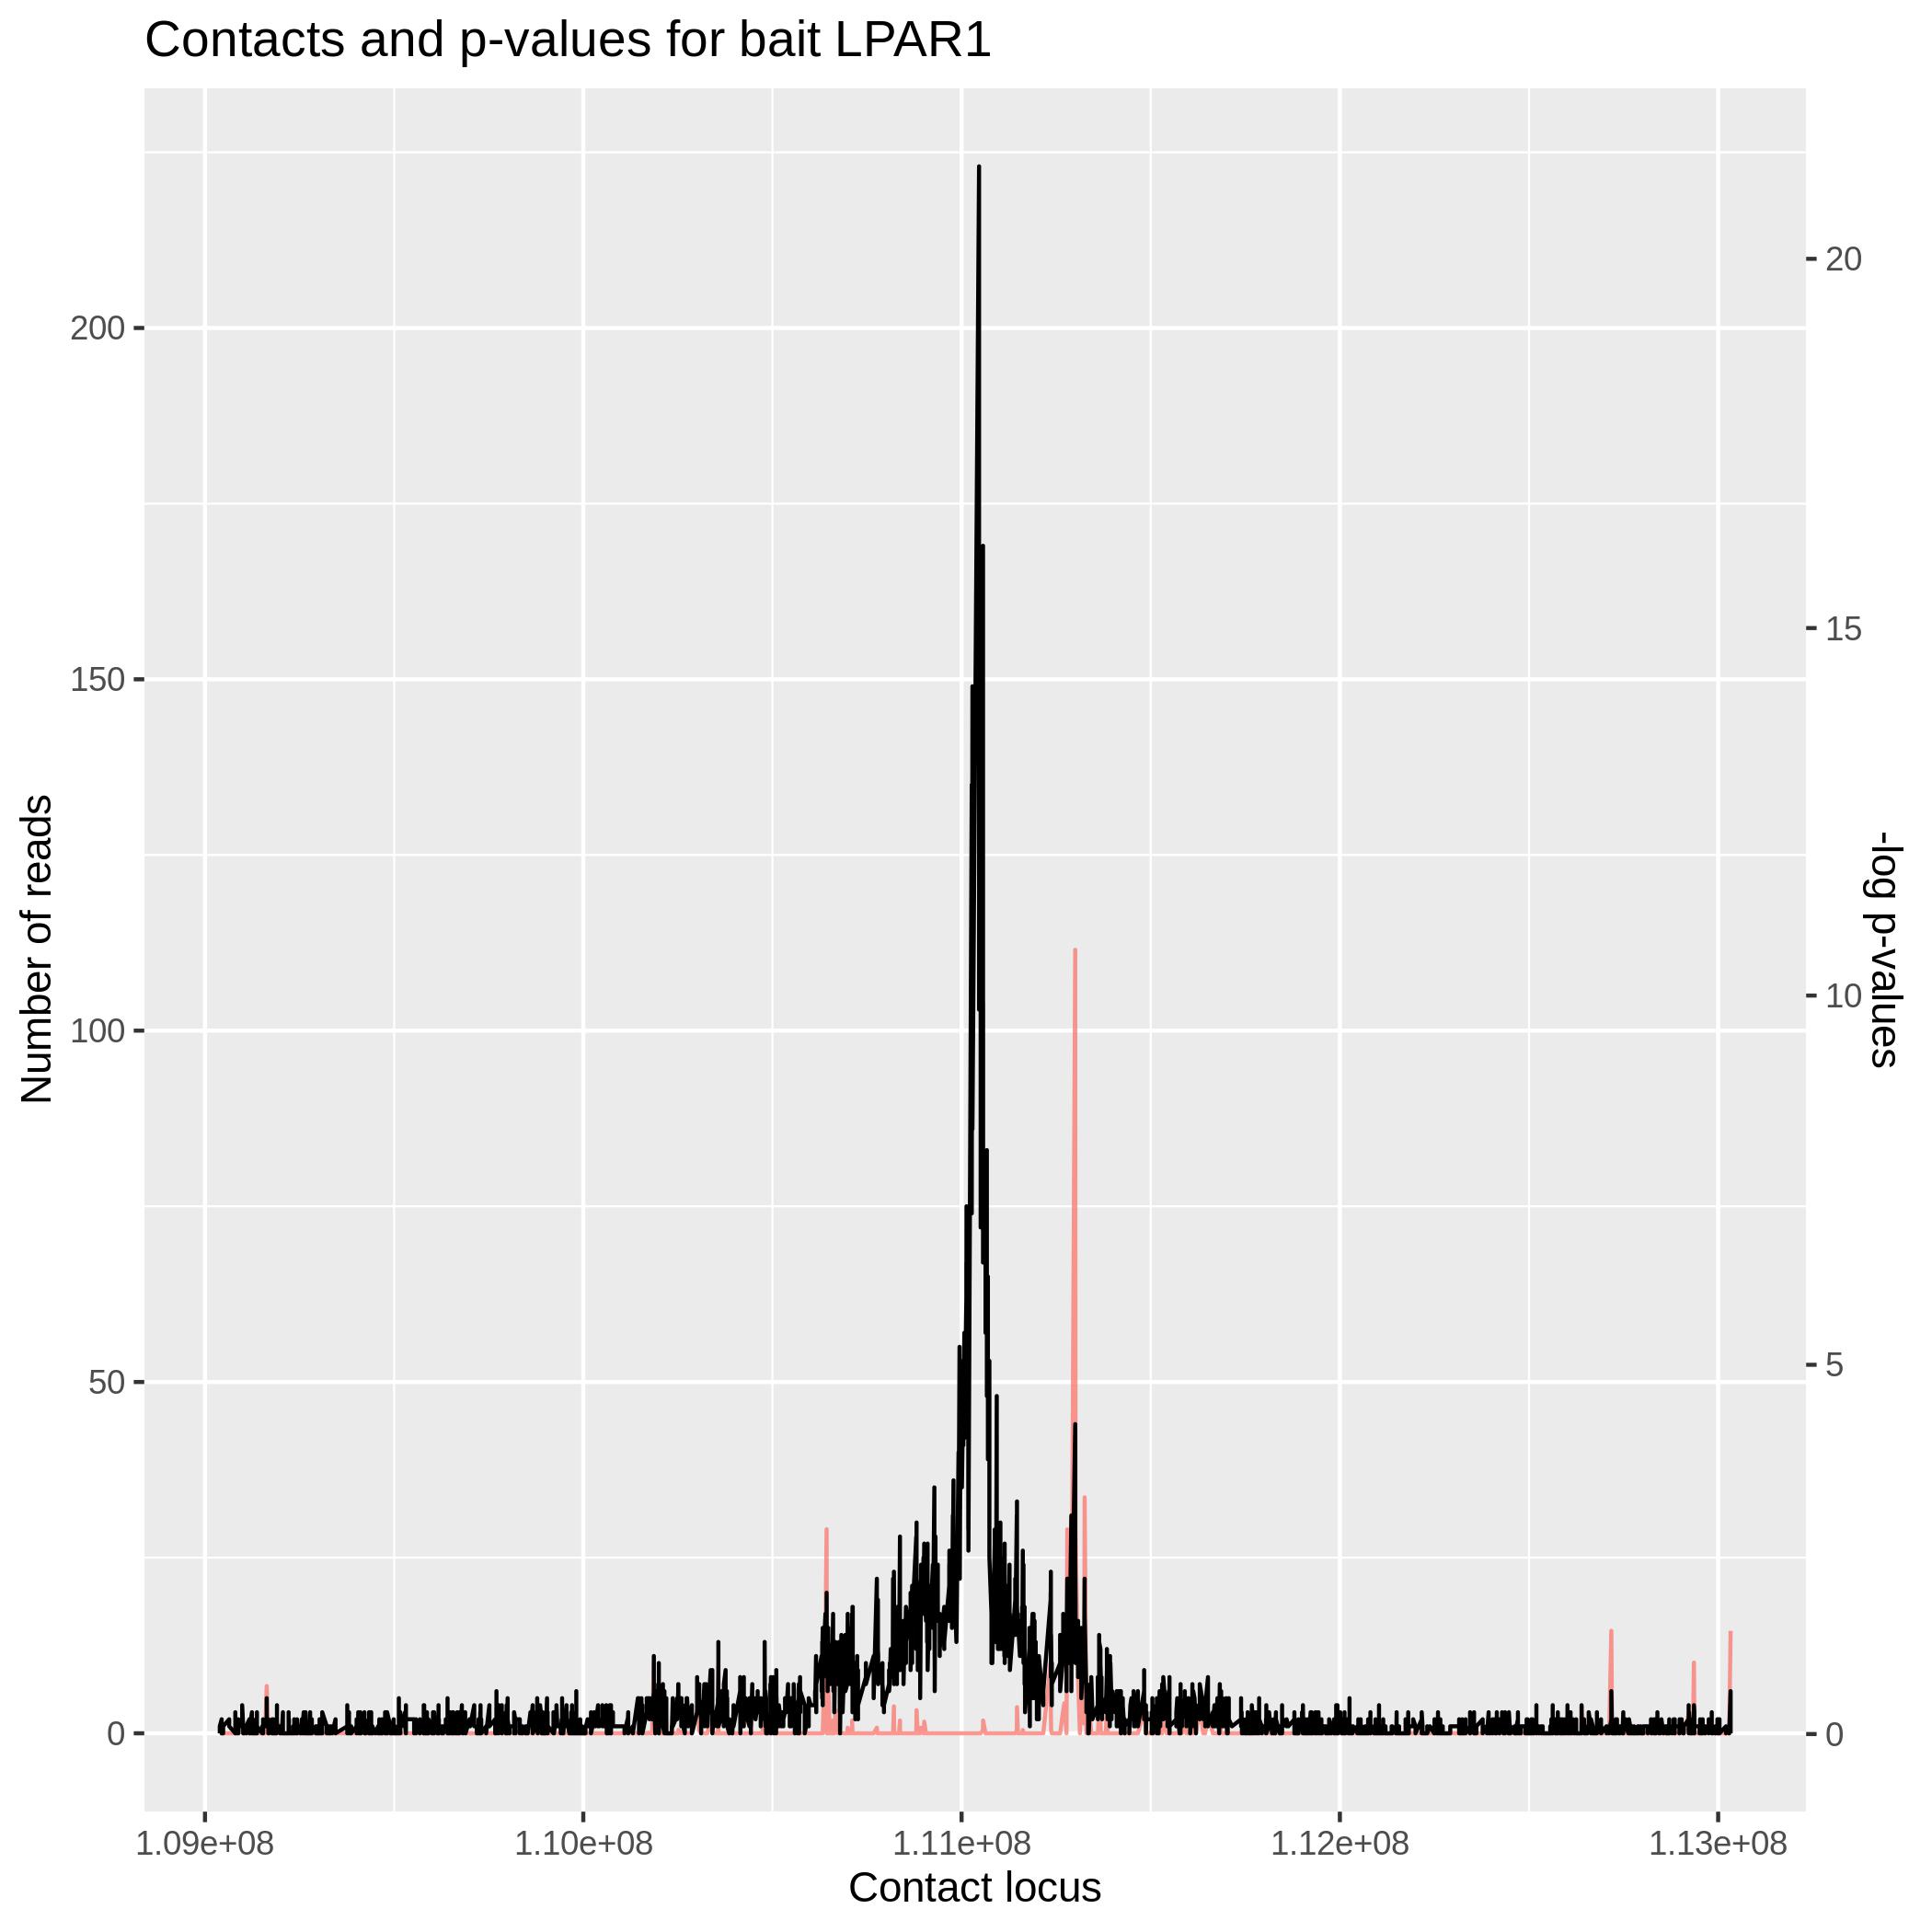 Contacts and p-values for bait LPAR1
200
150
100
50
0
Number of reads
20
15
10
5
0
-log p-values
1.09e+08 1.10e+08 1.11e+08 1.12e+08 1.13e+08
Contact locus